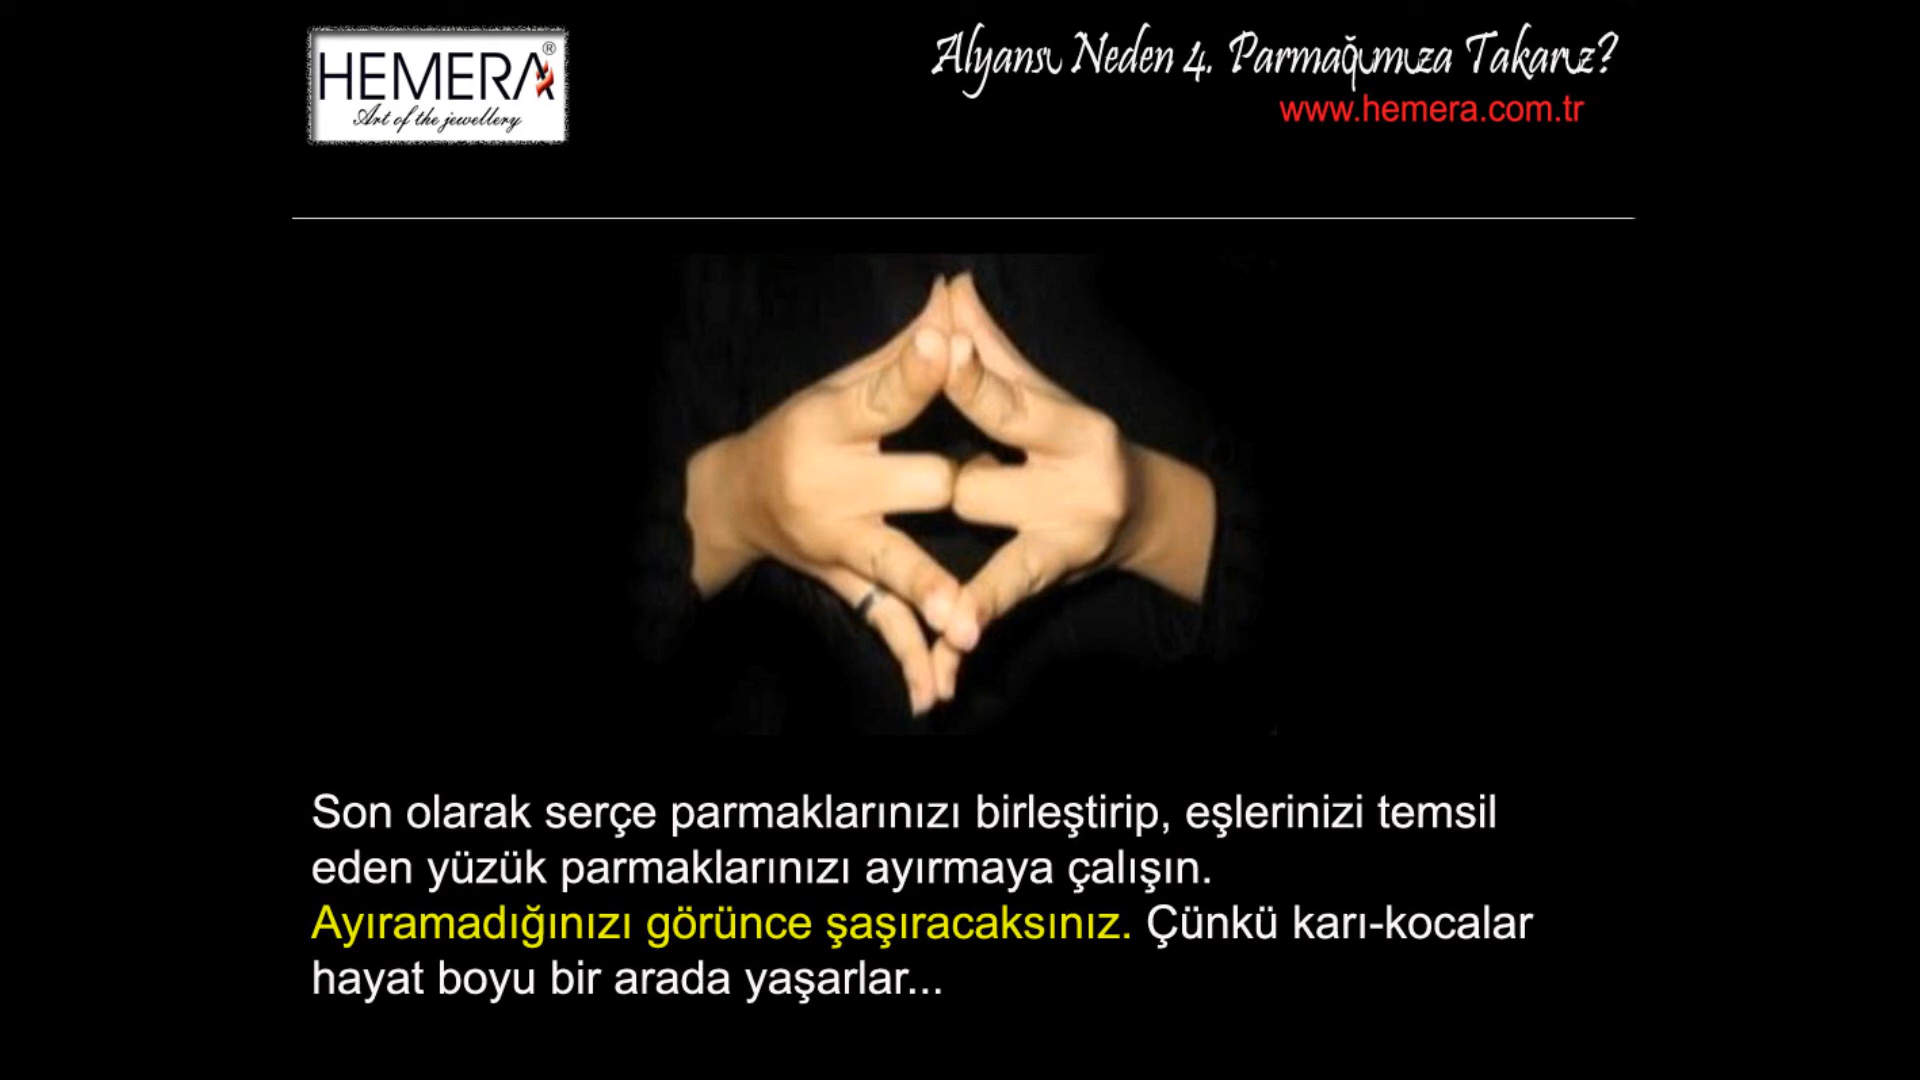 HEMERA®
Art of the jewellery
Alyansı Neden 4. Parmağımıza Takarız?
www.hemera.com.tr
Son olarak serçe parmaklarınızı birleştirip, eşlerinizi temsil
eden yüzük parmaklarınızı ayırmaya çalışın.
Ayıramadığınızı görünce şaşıracaksınız. Çünkü karı-kocalar
hayat boyu bir arada yaşarlar...